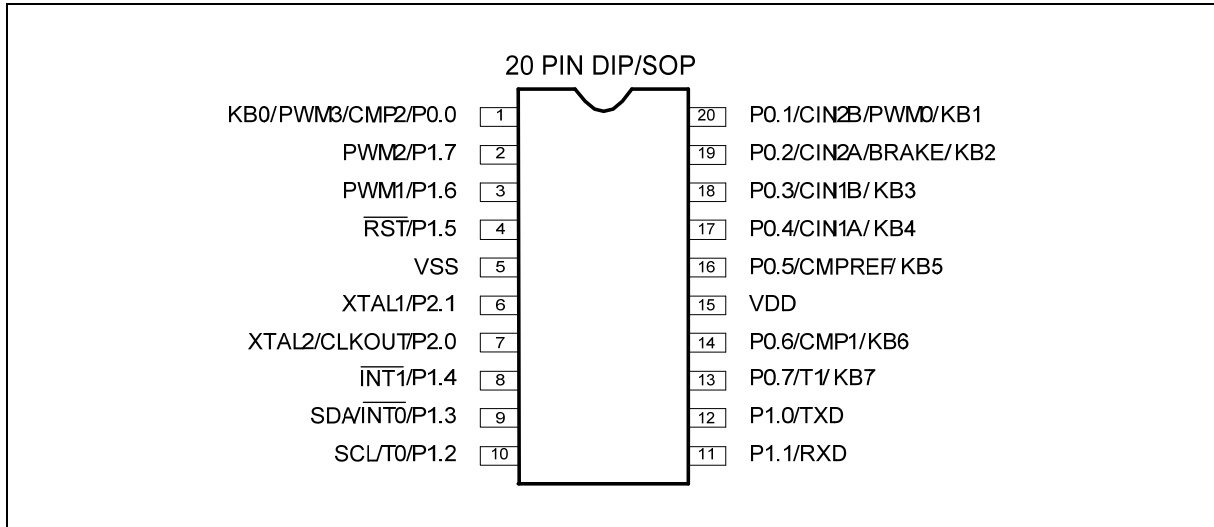 20 PIN DIP/SOP
KB0/PWM3/CMP2/P0.0 1 20 P0.1/CIN2B/PWM0/KB1
PWM2/P1.7 2 19 P0.2/CIN2A/BRAKE/KB2
PWM1/P1.6 3 18 P0.3/CIN1B/KB3
RST/P1.5 4 17 P0.4/CIN1A/KB4
VSS 5 16 P0.5/CMPREF/KB5
XTAL1/P2.1 6 15 VDD
XTAL2/CLKOUT/P2.0 7 14 P0.6/CMP1/KB6
INT1/P1.4 8 13 P0.7/T1/KB7
SDA/INT0/P1.3 9 12 P1.0/TXD
SCL/T0/P1.2 10 11 P1.1/RXD